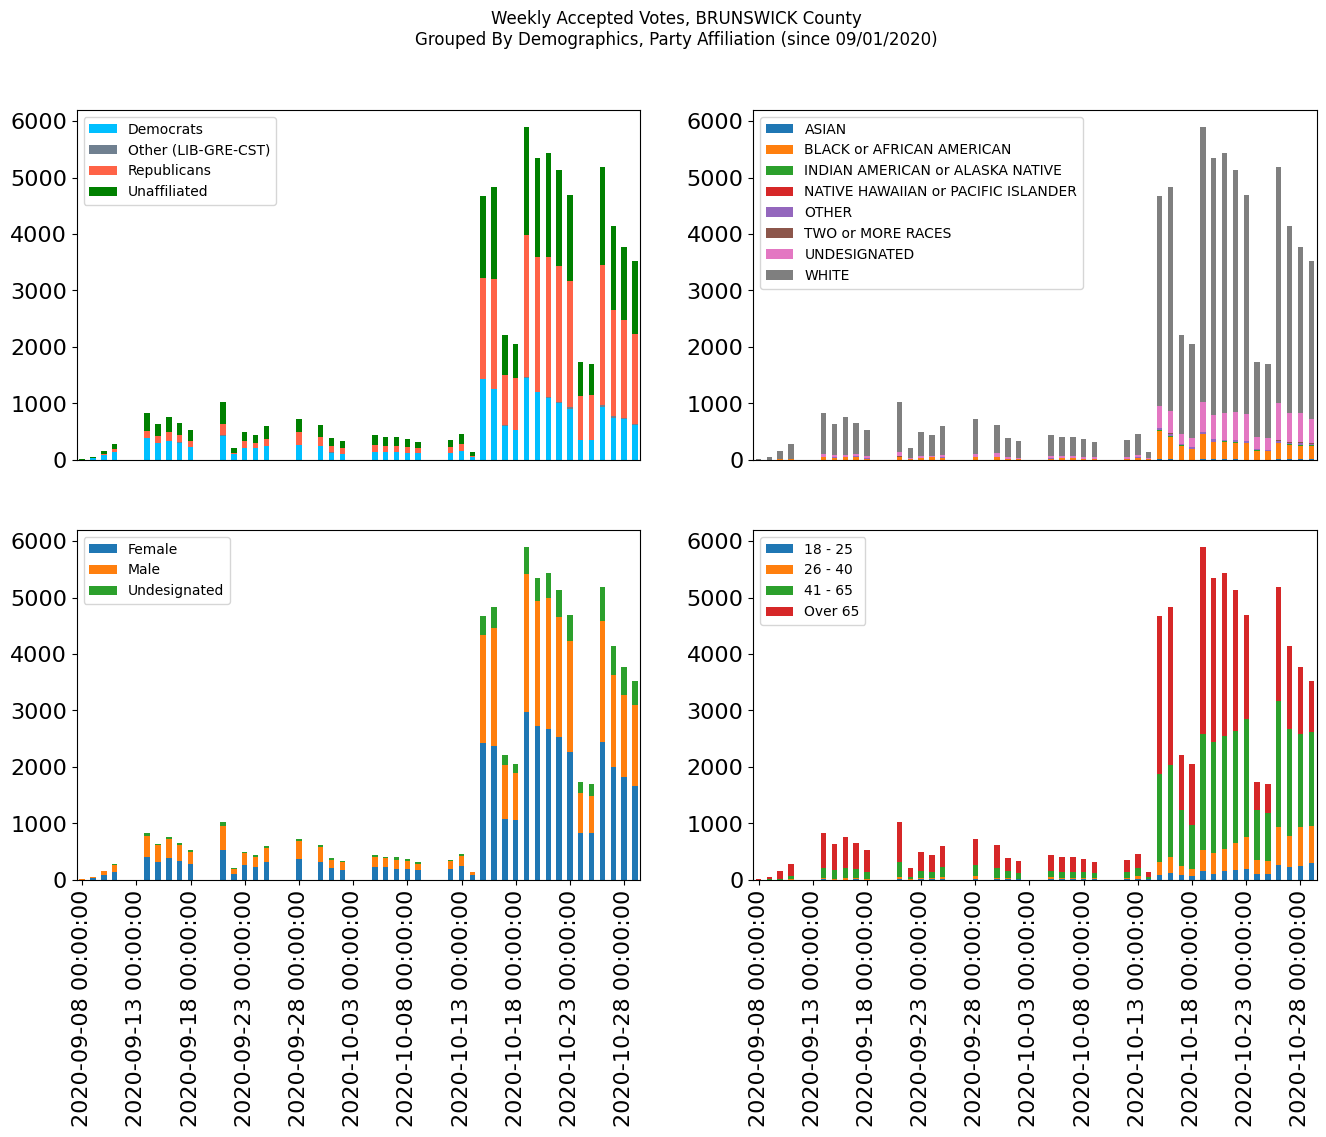 Weekly Accepted Votes, BRUNSWICK County
Grouped By Demographics, Party Affiliation (since 09/01/2020)
6000
5000
4000
3000
2000
1000
0
Democrats
Other (LIB-GRE-CST)
Republicans
Unaffiliated
6000
5000
4000
3000
2000
1000
0
ASIAN
BLACK or AFRICAN AMERICAN
INDIAN AMERICAN or ALASKA NATIVE
NATIVE HAWAIIAN or PACIFIC ISLANDER
OTHER
TWO or MORE RACES
UNDESIGNATED
WHITE
6000
5000
4000
3000
2000
1000
0
Female
Male
Undesignated
2020-09-08 00:00:00
2020-09-13 00:00:00
2020-09-18 00:00:00
2020-09-23 00:00:00
2020-09-28 00:00:00
2020-10-03 00:00:00
2020-10-08 00:00:00
2020-10-13 00:00:00
2020-10-18 00:00:00
2020-10-23 00:00:00
2020-10-28 00:00:00
6000
5000
4000
3000
2000
1000
0
18 - 25
26 - 40
41 - 65
Over 65
2020-09-08 00:00:00
2020-09-13 00:00:00
2020-09-18 00:00:00
2020-09-23 00:00:00
2020-09-28 00:00:00
2020-10-03 00:00:00
2020-10-08 00:00:00
2020-10-13 00:00:00
2020-10-18 00:00:00
2020-10-23 00:00:00
2020-10-28 00:00:00